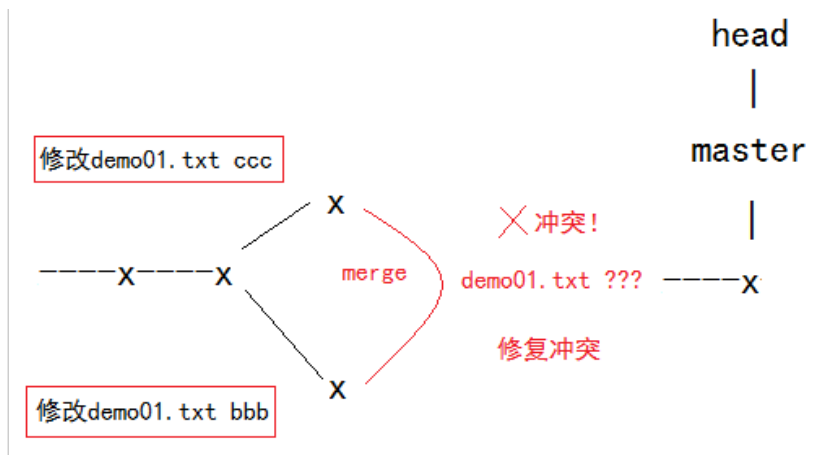 head
|
master
|
修改demo01.txt ccc
x
╳ 冲突!
----x----x
merge
demo01.txt ???
----x
修复冲突
x
修改demo01.txt bbb